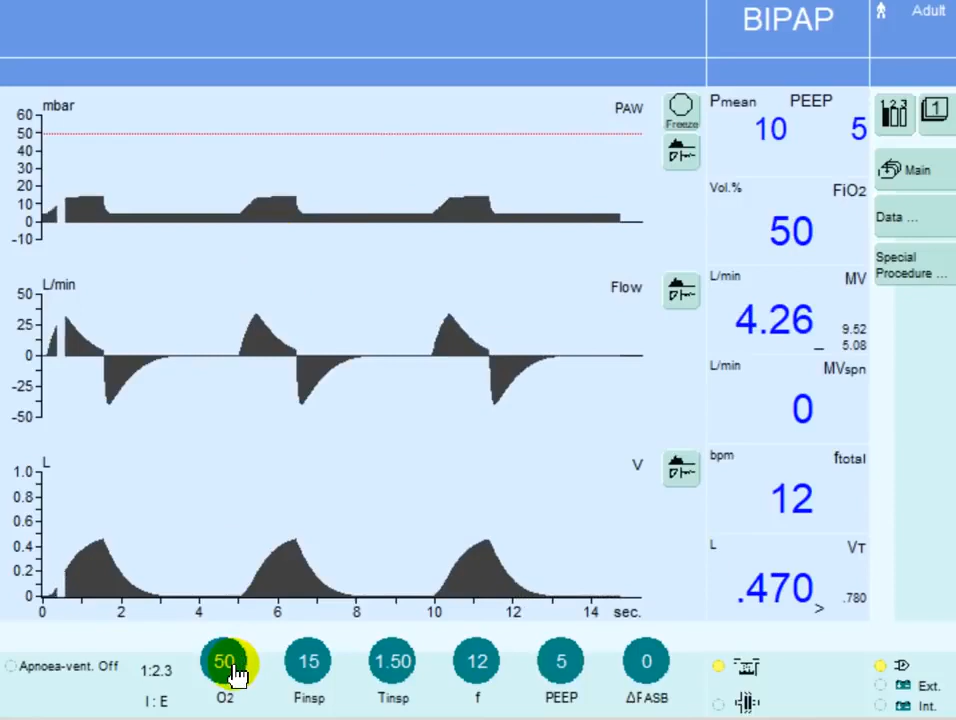 BIPAP
Adult
mbar
PAW
60
50
40
30
20
10
0
-10
Freeze
Pmean PEEP
10 5
1 2 3
1
Main
Data ...
Special
Procedure ...
Vol.% FiO2
50
L/min
Flow
50
25
0
-25
-50
L/min MV
4.26 9.52
_ 5.08
L/min MVspn
0
L
V
1.0
0.8
0.6
0.4
0.2
0
0 2 4 6 8 10 12 14 sec.
bpm ftotal
12
L VT
.470 > .780
Apnoea-vent. Off
1:2.3
I : E
50 15 1.50 12 5 0
O2 Finsp Tinsp f PEEP ΔFASB
Ext.
Int.